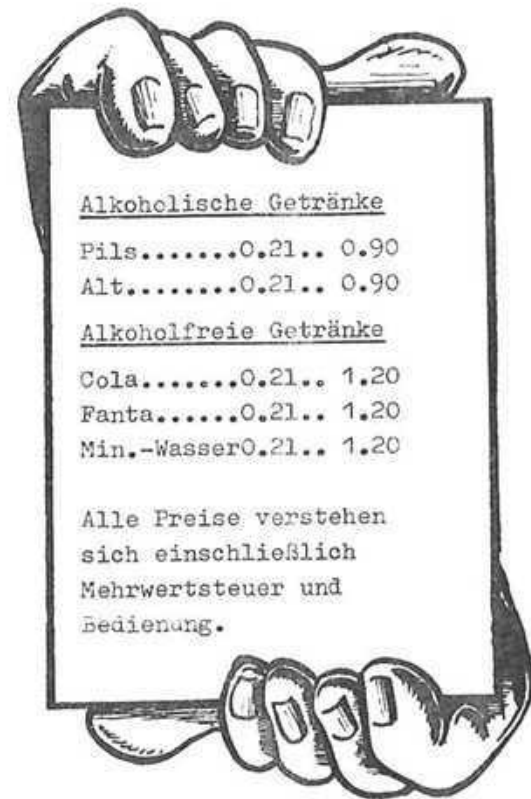 Alkoholische Getränke
Pils.......0.2l.. 0.90
Alt........0.2l.. 0.90
Alkoholfreie Getränke
Cola.......0.2l.. 1.20
Fanta......0.2l.. 1.20
Min.-Wasser0.2l.. 1.20
Alle Preise verstehen
sich einschließlich
Mehrwertsteuer und
Bedienung.